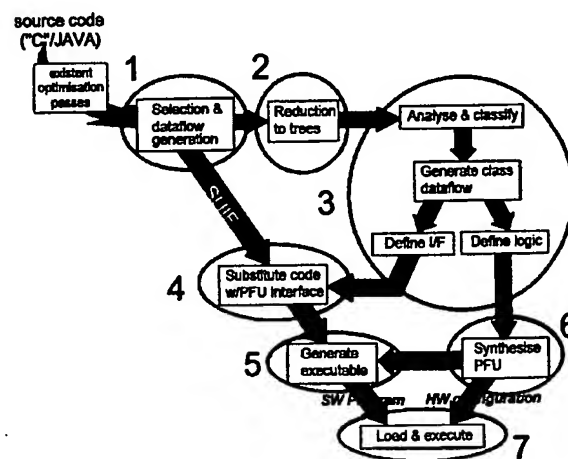 source code
("C"/JAVA)
existent
optimisation
passes
1
Selection &
dataflow
generation
2
Reduction
to trees
Analyse & classify
Generate class
dataflow
3
Define I/F
Define logic
SUIF
4
Substitute code
w/PFU interface
5
Generate
executable
6
Synthesise
PFU
SW Program
HW configuration
Load & execute
7